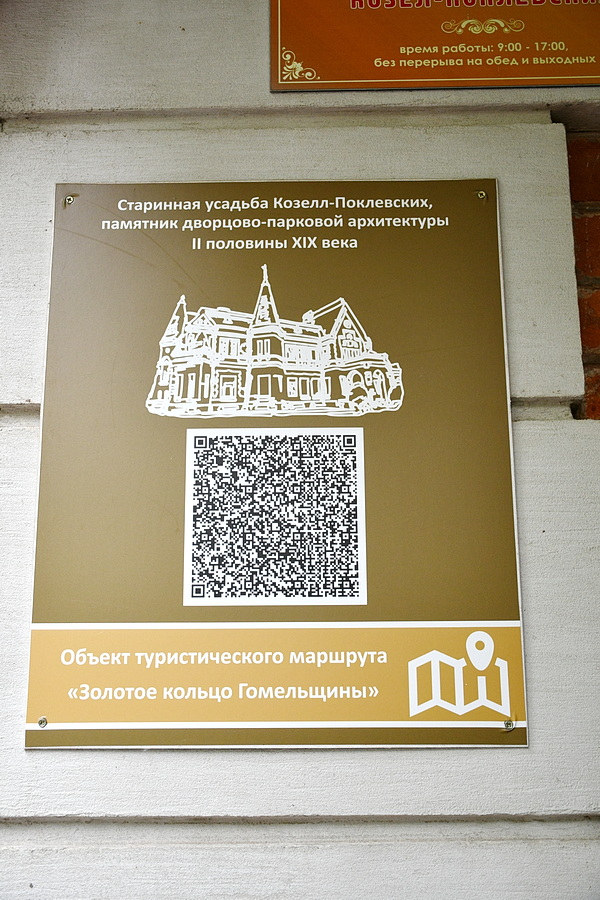 время работы: 9:00 - 17:00,
без перерыва на обед и выходных
Старинная усадьба Козелл-Поклевских,
памятник дворцово-парковой архитектуры
II половины XIX века
Объект туристического маршрута
«Золотое кольцо Гомельщины»